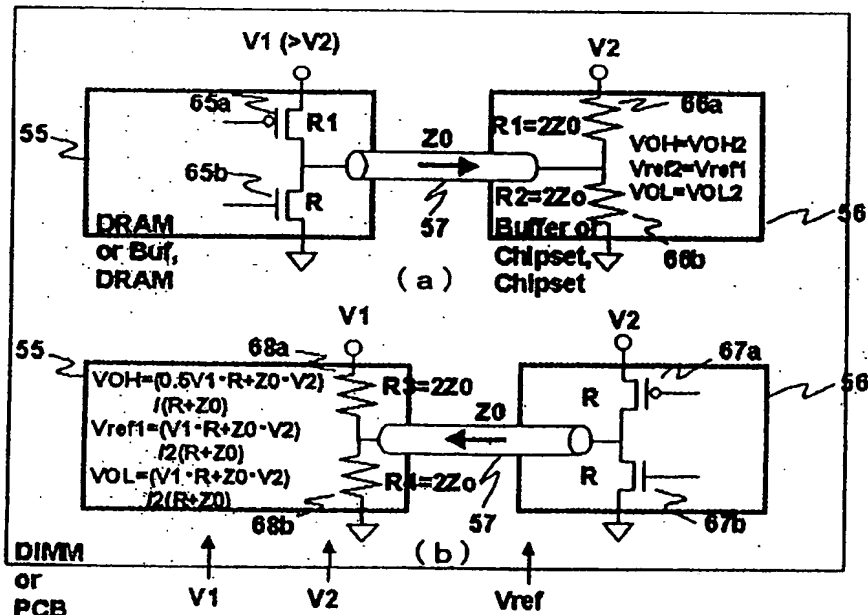 V1 (>V2)
V2
65a
R1
Z0
R1=2Z0
66a
VOH=VOH2
Vref2=Vref1
VOL=VOL2
55
65b
R
57
R2=2Zo
66b
56
DRAM
or Buf,
DRAM
(a)
Buffer or
Chipset,
Chipset
V1
V2
55
68a
67a
56
VOH=(0.5V1·R+Z0·V2)
/(R+Z0)
Vref1=(V1·R+Z0·V2)
/2(R+Z0)
VOL=(V1·R+Z0·V2)
/2(R+Z0)
R3=2Z0
Z0
R
R4=2Zo
R
68b
57
67b
(b)
DIMM
or
PCB
V1
V2
Vref